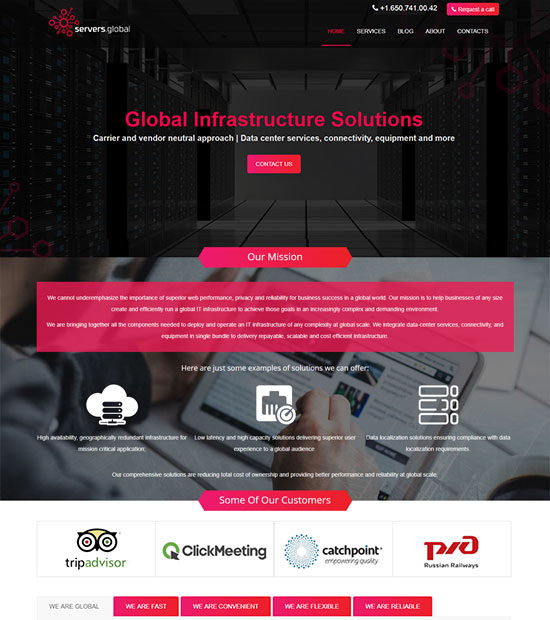 +1.650.741.00.42
Request a call
servers.global
HOME SERVICES BLOG ABOUT CONTACTS
Global Infrastructure Solutions
Carrier and vendor neutral approach | Data center services, connectivity, equipment and more
CONTACT US
Our Mission
We cannot underemphasize the importance of superior web performance, privacy and reliability for business success in a global world. Our mission is to help businesses of any size
create and efficiently run a global IT infrastructure to achieve those goals in an increasingly complex and demanding environment.
We are bringing together all the components needed to deploy and operate an IT infrastructure of any complexity at global scale. We integrate data-center services, connectivity, and
equipment in single bundle to delivery repayable, scalable and cost efficient infrastructure.
Here are just some examples of solutions we can offer:
High availability, geographically redundant infrastructure for
mission critical application;
Low latency and high capacity solutions delivering superior user
experience to a global audience.
Data localization solutions ensuring compliance with data
localization requirements.
Our comprehensive solutions are reducing total cost of ownership and providing better performance and reliability at global scale.
Some Of Our Customers
tripadvisor
ClickMeeting
catchpoint
empowering quality
ржд
Russian Railways
WE ARE GLOBAL WE ARE FAST WE ARE CONVENIENT WE ARE FLEXIBLE WE ARE RELIABLE